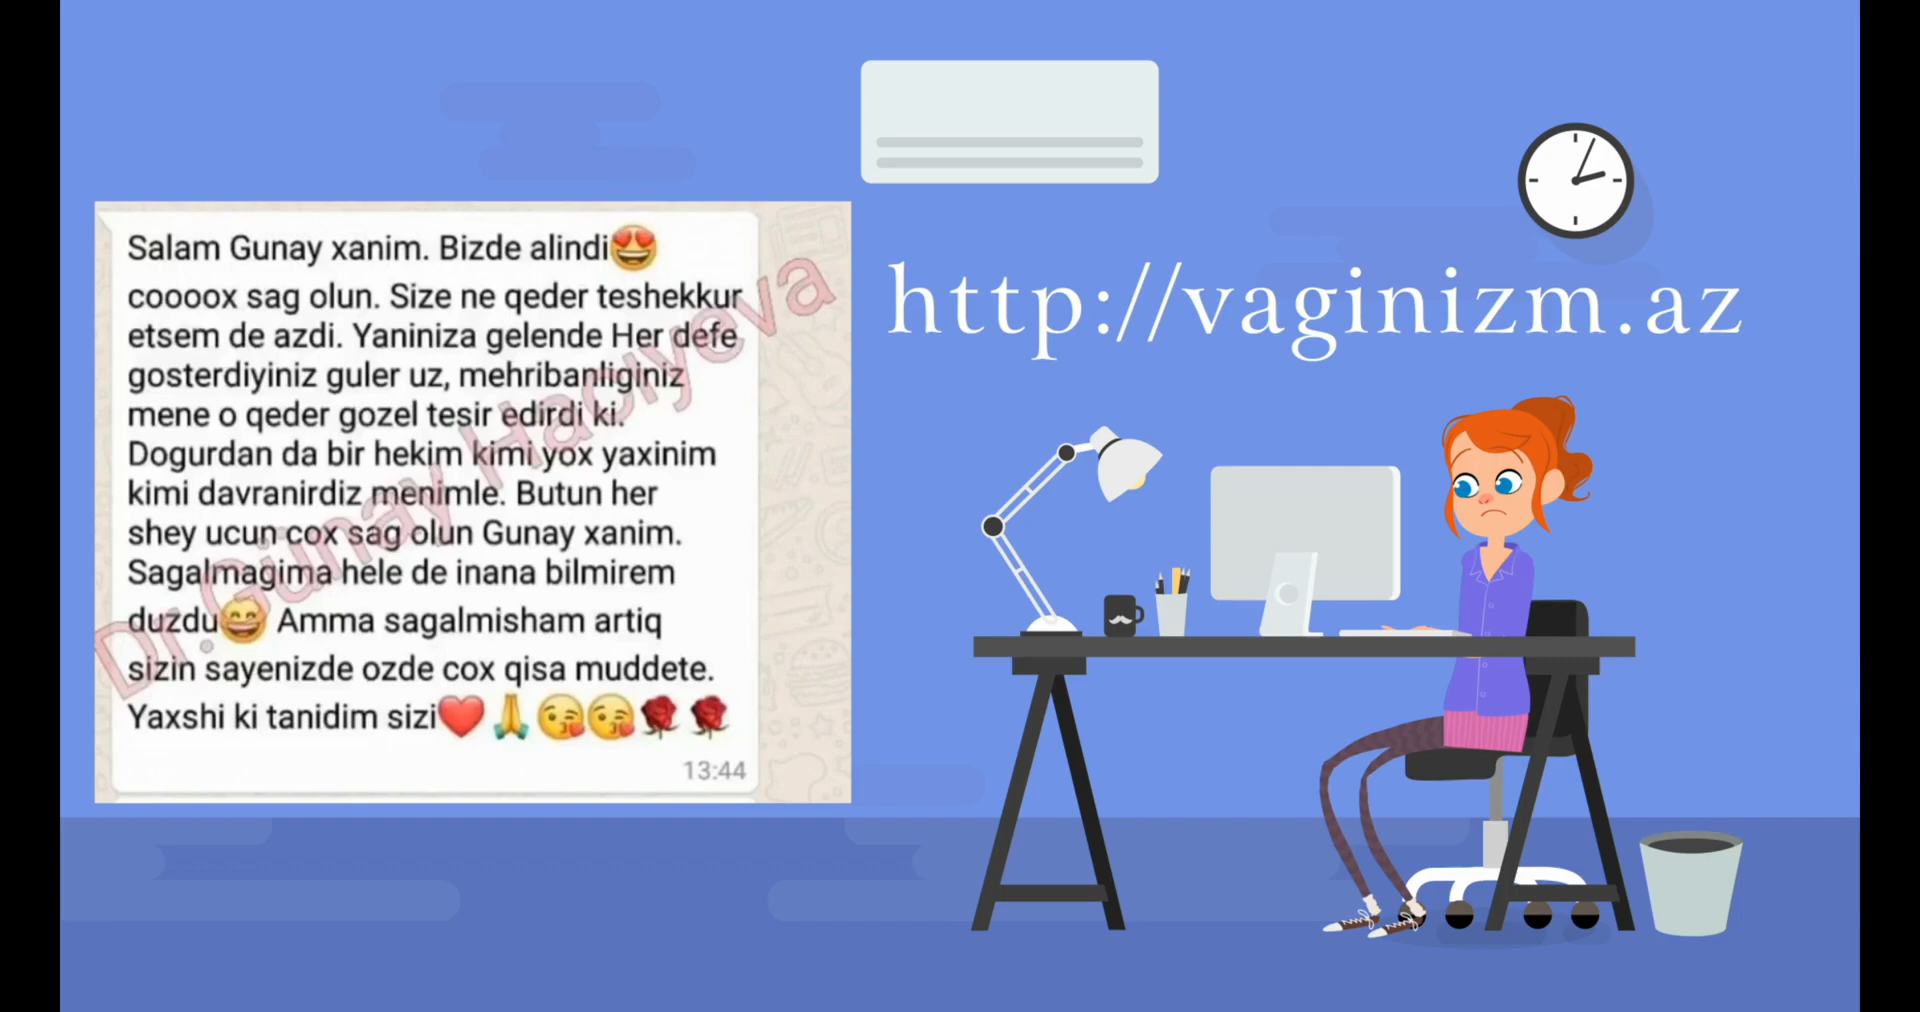 Salam Gunay xanim. Bizde alindi😍
coooox sag olun. Size ne qeder teshekkur
etsem de azdi. Yaniniza gelende Her defe
gosterdiyiniz guler uz, mehribanliginiz
mene o qeder gozel tesir edirdi ki.
Dogurdan da bir hekim kimi yox yaxinim
kimi davranirdiz menimle. Butun her
shey ucun cox sag olun Gunay xanim.
Sagalmagima hele de inana bilmirem
duzdu😄 Amma sagalmisham artiq
sizin sayenizde ozde cox qisa muddete.
Yaxshi ki tanidim sizi❤️🙏😘😘🌹🌹
13:44
Dr.Günay Hacıyeva
http://vaginizm.az